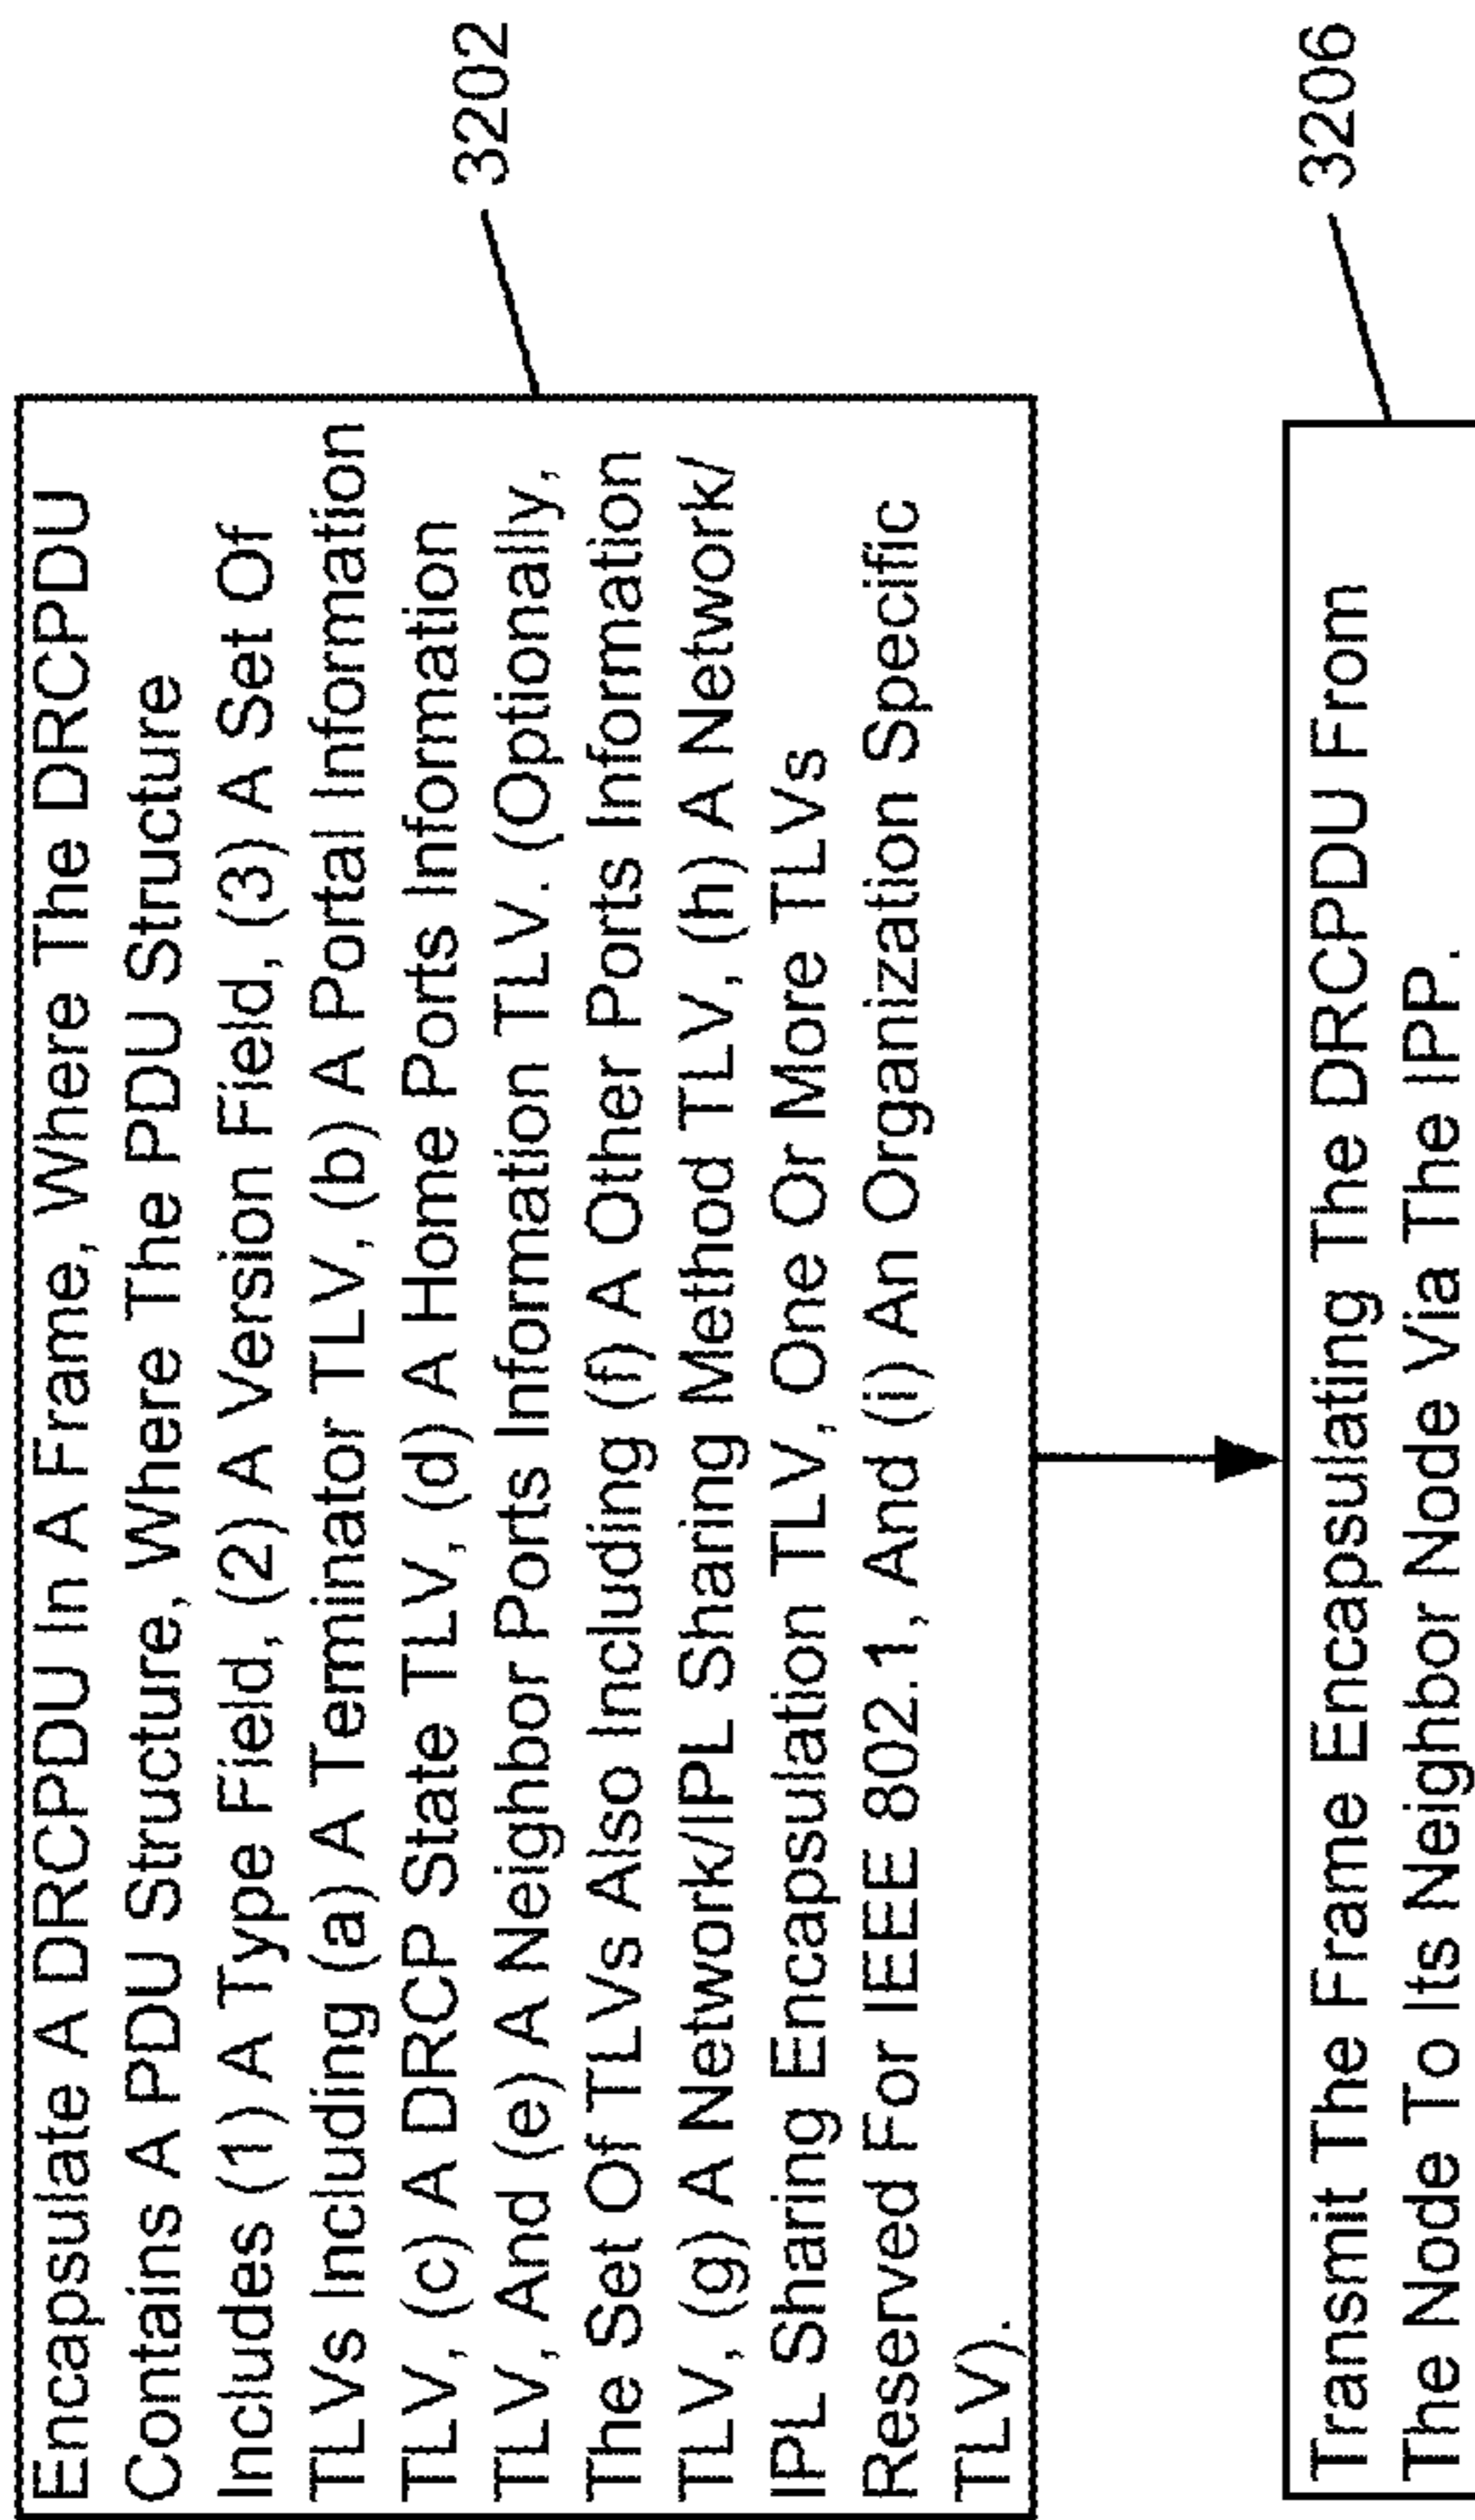 Encapsulate A DRCPDU In A Frame, Where The DRCPDU
Contains A PDU Structure, Where The PDU Structure
Includes (1) A Type Field, (2) A Version Field, (3) A Set Of
TLVs Including (a) A Terminator TLV, (b) A Portal Information
TLV, (c) A DRCP State TLV, (d) A Home Ports Information
TLV, And (e) A Neighbor Ports Information TLV. (Optionally,
The Set Of TLVs Also Including (f) A Other Ports Information
TLV, (g) A Network/IPL Sharing Method TLV, (h) A Network/
IPL Sharing Encapsulation TLV, One Or More TLVs
Reserved For IEEE 802.1, And (i) An Organization Specific
TLV).
3202
Transmit The Frame Encapsulating The DRCPDU From
The Node To Its Neighbor Node Via The IPP.
3206